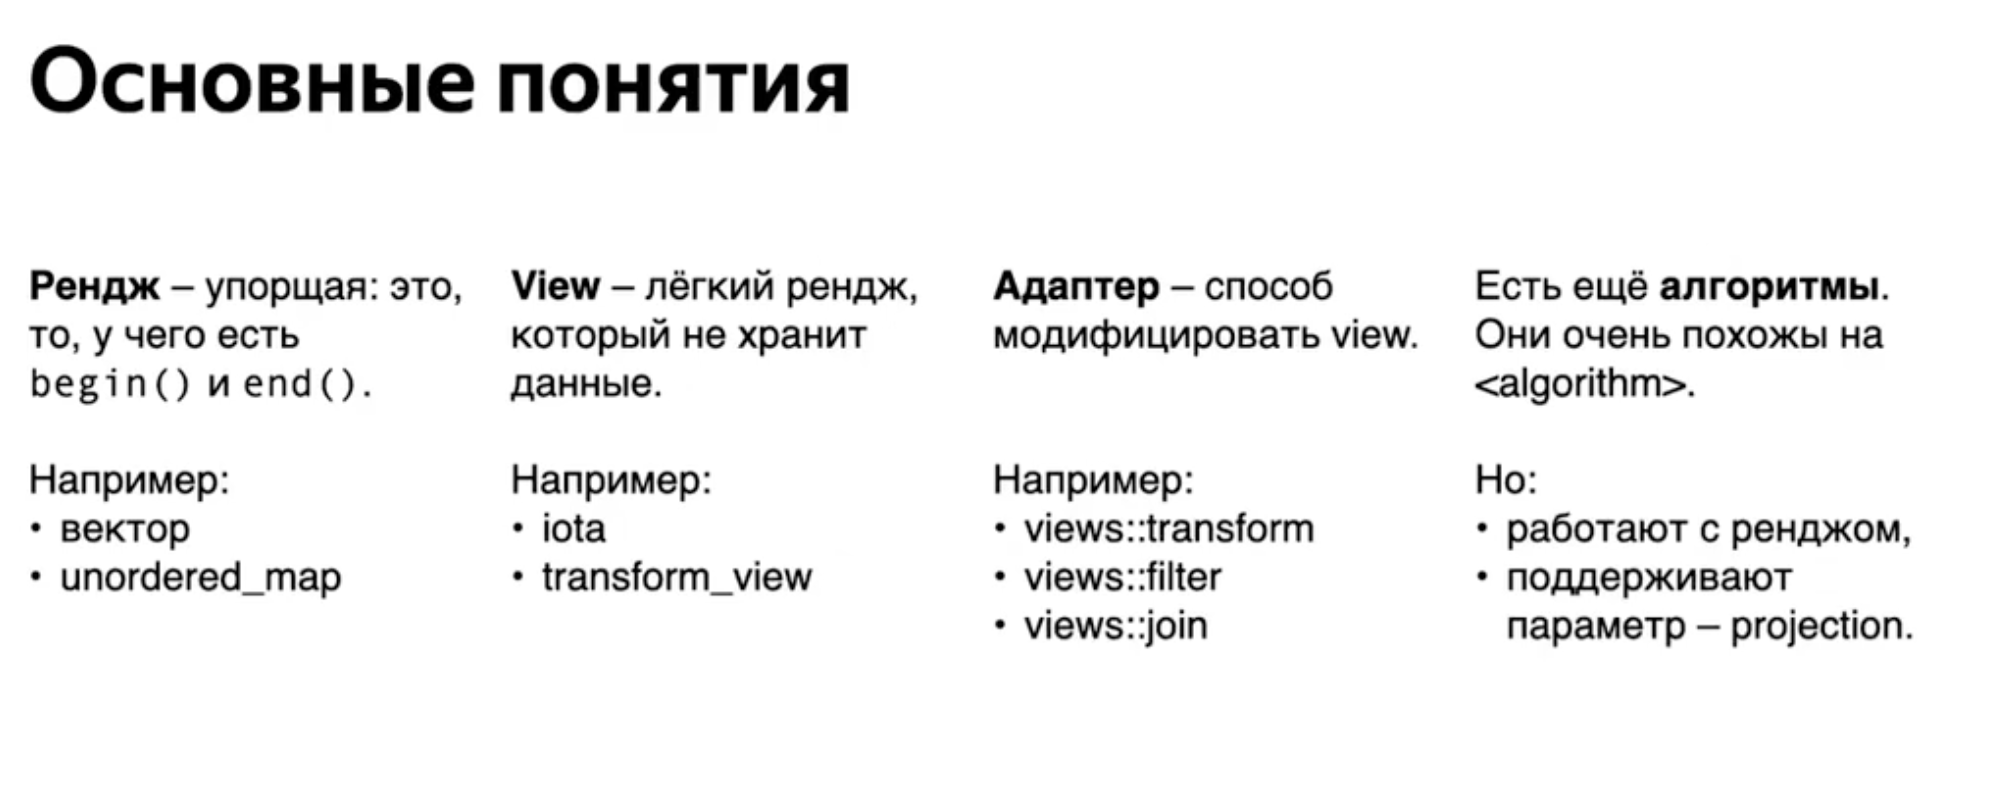 Основные понятия
Рендж – упорщая: это,
то, у чего есть
begin() и end().
Например:
• вектор
• unordered_map
View – лёгкий рендж,
который не хранит
данные.
Например:
• iota
• transform_view
Адаптер – способ
модифицировать view.
Например:
• views::transform
• views::filter
• views::join
Есть ещё алгоритмы.
Они очень похожы на
<algorithm>.
Но:
• работают с ренджом,
• поддерживают
параметр – projection.